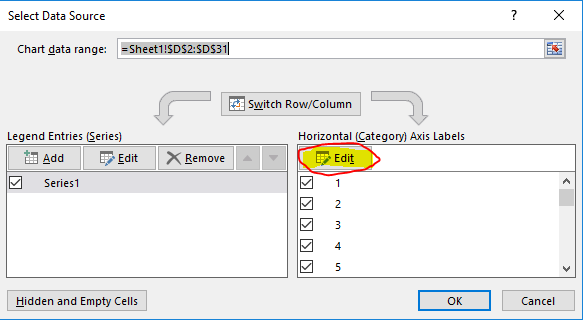 Select Data Source
?
Chart data range:
=Sheet1!$D$2:$D$31
Switch Row/Column
Legend Entries (Series)
Horizontal (Category) Axis Labels
Add
Edit
Remove
Edit
Series1
1
2
3
4
5
Hidden and Empty Cells
OK
Cancel